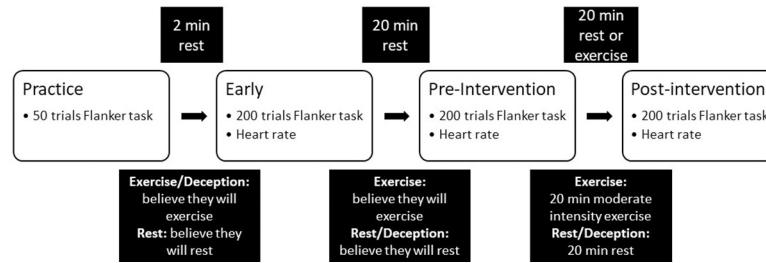 2 min
rest
20 min
rest
20 min
rest or
exercise
Practice
• 50 trials Flanker task
Early
• 200 trials Flanker task
• Heart rate
Pre-Intervention
• 200 trials Flanker task
• Heart rate
Post-intervention
• 200 trials Flanker task
• Heart rate
Exercise/Deception:
believe they will
exercise
Rest: believe they
will rest
Exercise:
believe they will
exercise
Rest/Deception:
believe they will rest
Exercise:
20 min moderate
intensity exercise
Rest/Deception:
20 min rest